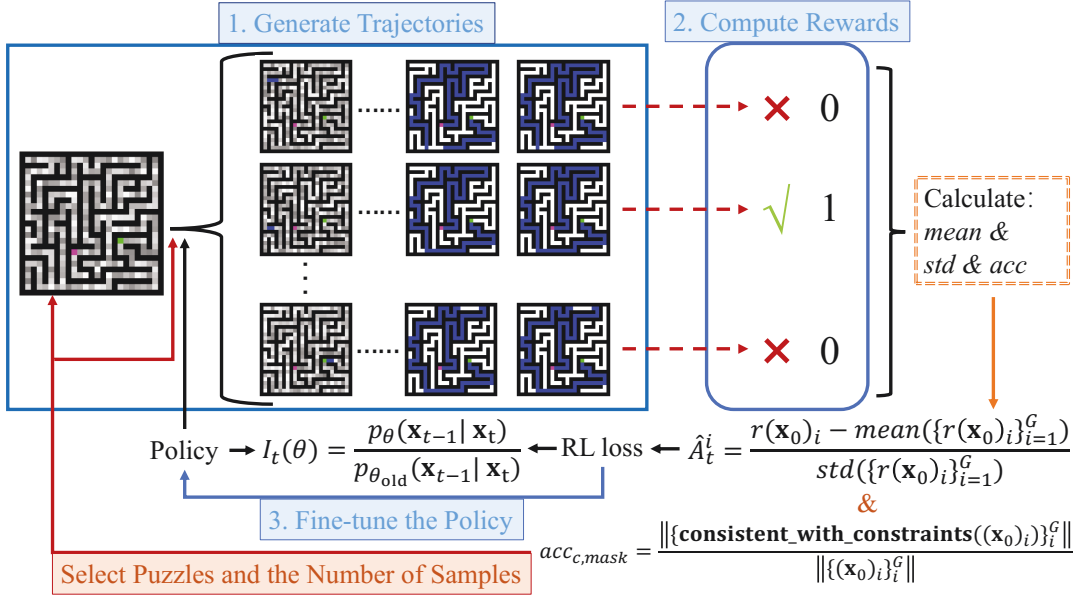 1. Generate Trajectories
2. Compute Rewards
......
× 0
......
√ 1
Calculate:
mean &
std & acc
......
× 0
Policy → I_t(θ) = p_θ(x_{t−1}| x_t) / p_{θ_old}(x_{t−1}| x_t) ← RL loss ← Â_t^i = r(x_0)_i − mean({r(x_0)_i}_{i=1}^G) / std({r(x_0)_i}_{i=1}^G)
3. Fine-tune the Policy
&
acc_{c,mask} = ‖{consistent_with_constraints((x_0)_i)}_i^G‖ / ‖{(x_0)_i}_i^G‖
Select Puzzles and the Number of Samples